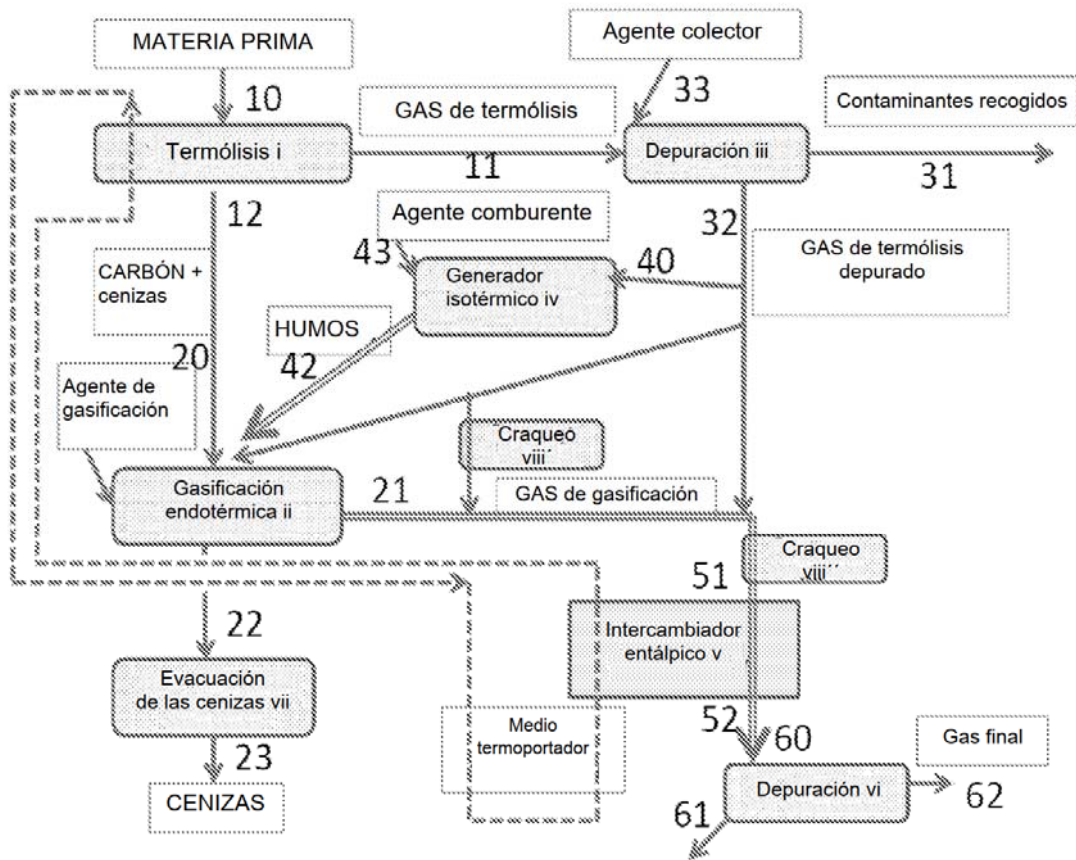 MATERIA PRIMA
Agente colector
10
33
GAS de termólisis
Contaminantes recogidos
Termólisis i
Depuración iii
11
31
12
Agente comburente
32
43
40
GAS de termólisis
depurado
CARBÓN +
cenizas
Generador
isotérmico iv
HUMOS
42
20
Agente de
gasificación
Craqueo
viii´
Gasificación
endotérmica ii
21
GAS de gasificación
Craqueo
viii´´
51
22
Intercambiador
entálpico v
Evacuación
de las cenizas vii
52
60
Medio
termoportador
Gas final
23
Depuración vi
62
CENIZAS
61